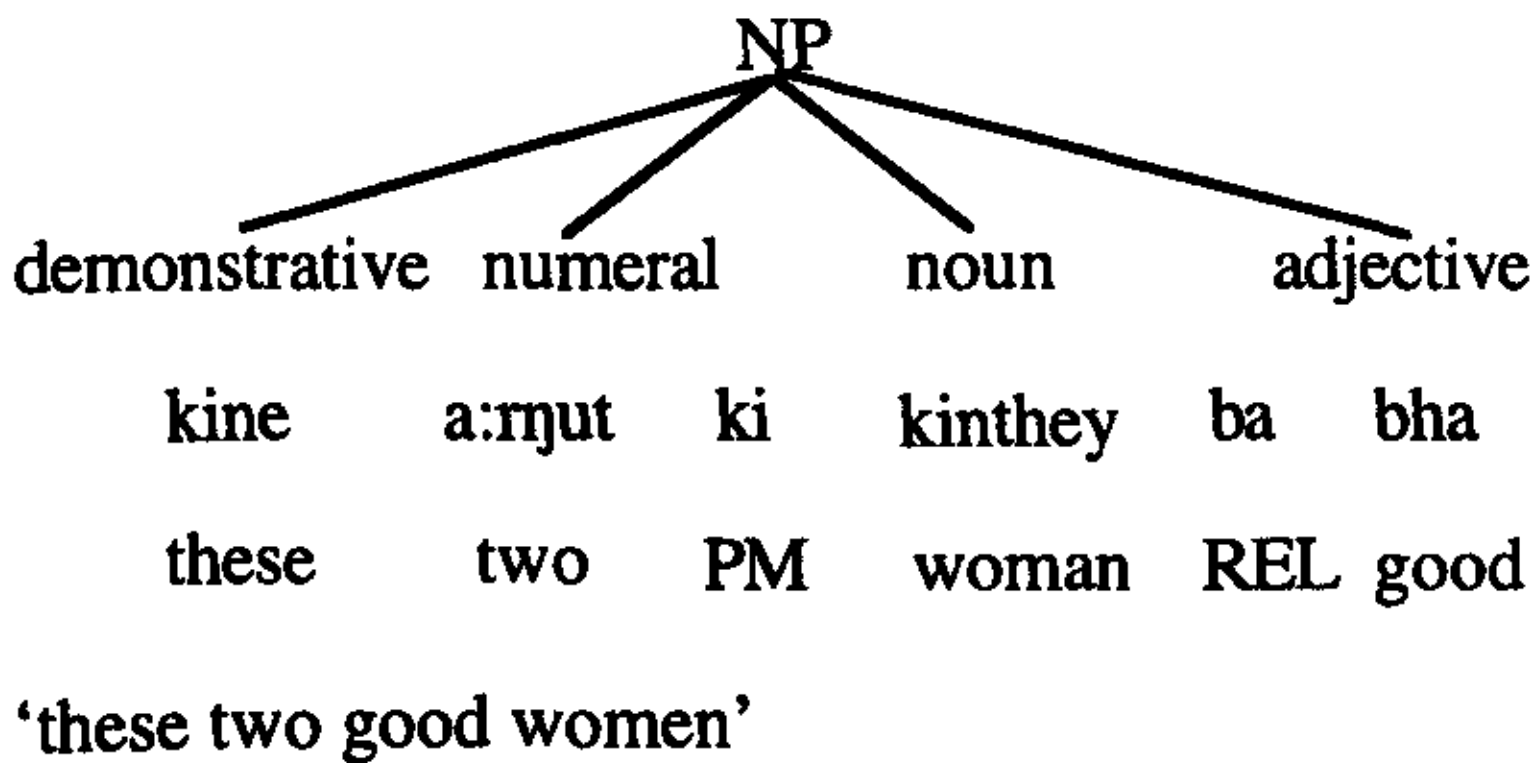 NP
demonstrative numeral noun adjective
kine a:rŋut ki kinthey ba bha
these two PM woman REL good
‘these two good women’